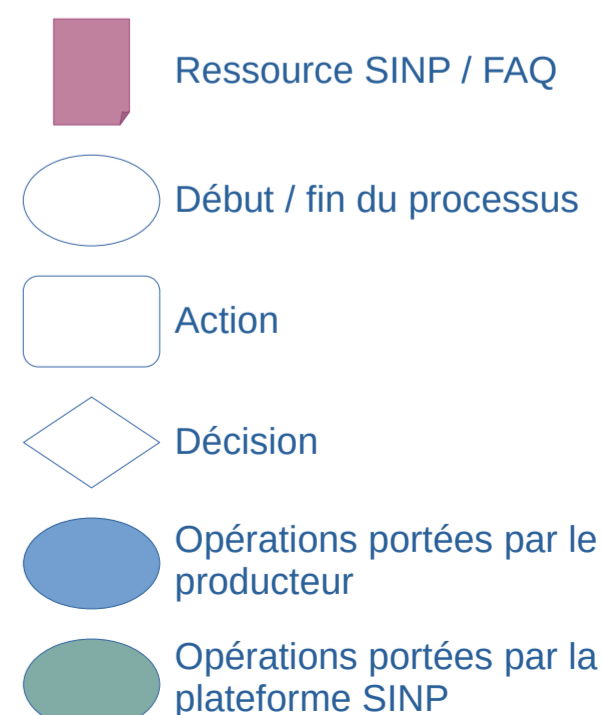 Ressource SINP / FAQ
Début / fin du processus
Action
Décision
Opérations portées par le
producteur
Opérations portées par la
plateforme SINP